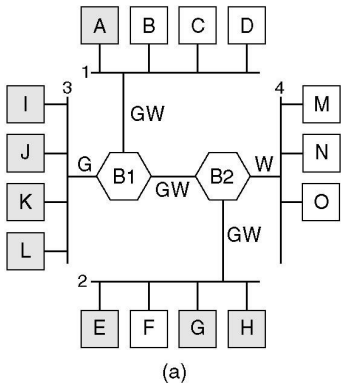 A B C D
1
3 4
I M
GW
J N
G B1 GW B2 W
K O
GW
L
2
E F G H
(a)